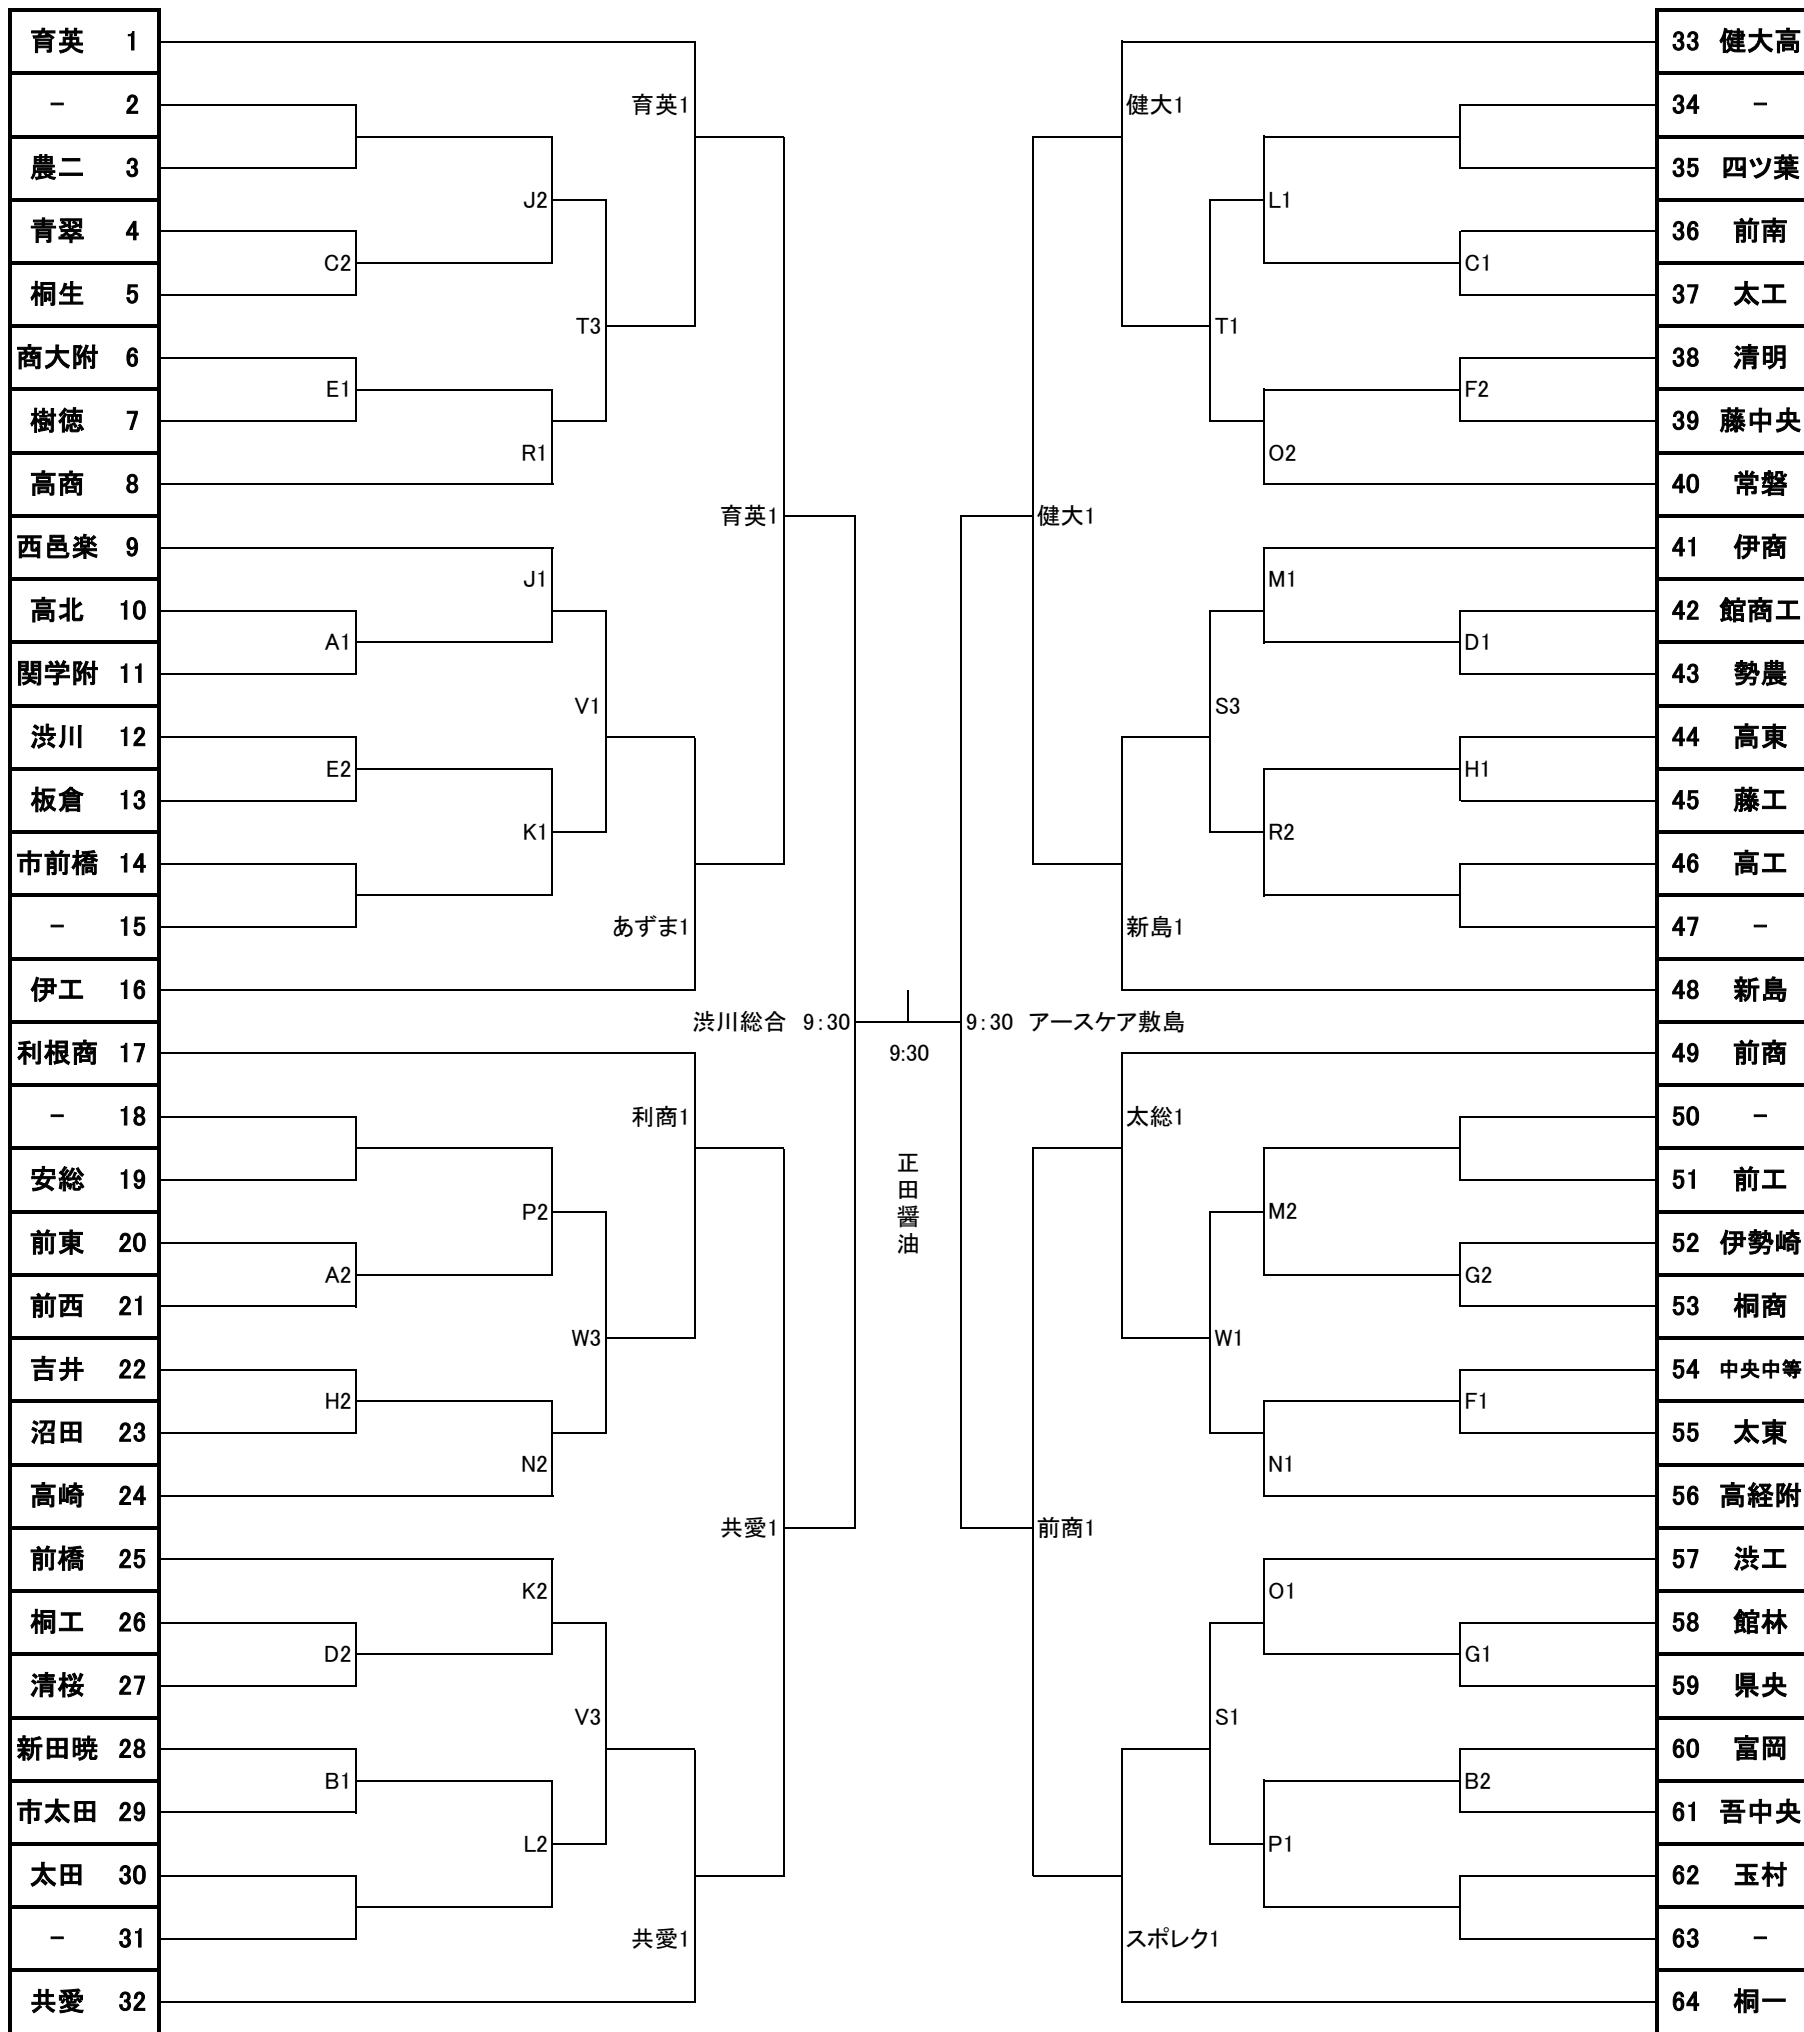 育英 1
- 2
農二 3
青翠 4
桐生 5
商大附 6
樹徳 7
高商 8
西邑楽 9
高北 10
関学附 11
渋川 12
板倉 13
市前橋 14
- 15
伊工 16
利根商 17
- 18
安総 19
前東 20
前西 21
吉井 22
沼田 23
高崎 24
前橋 25
桐工 26
清桜 27
新田暁 28
市太田 29
太田 30
- 31
共愛 32
C2
E1
A1
E2
A2
H2
D2
B1
J2
R1
J1
K1
P2
N2
K2
L2
T3
V1
W3
V3
育英1
あずま1
利商1
共愛1
育英1
共愛1
渋川総合 9:30
9:30
正田醤油
9:30 アースケア敷島
健大1
前商1
健大1
新島1
太総1
スポレク1
T1
S3
W1
S1
L1
O2
M1
R2
M2
N1
O1
P1
C1
F2
D1
H1
G2
F1
G1
B2
33 健大高
34 -
35 四ツ葉
36 前南
37 太工
38 清明
39 藤中央
40 常磐
41 伊商
42 館商工
43 勢農
44 高東
45 藤工
46 高工
47 -
48 新島
49 前商
50 -
51 前工
52 伊勢崎
53 桐商
54 中央中等
55 太東
56 高経附
57 渋工
58 館林
59 県央
60 富岡
61 吾中央
62 玉村
63 -
64 桐一